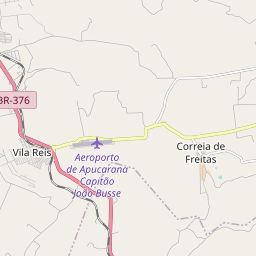 BR-376
Vila Reis
Aeroporto
de Apucarana
Capitão
João Busse
Correia de
Freitas